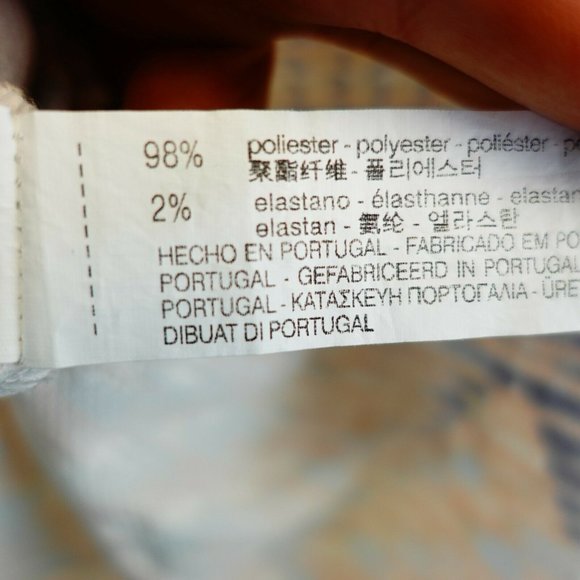 98% poliester - polyester - poliéster - p
聚酯纤维 - 폴리에스터
2% elastano - élasthanne - elastan
elastan - 氨纶 - 엘라스탄
HECHO EN PORTUGAL - FABRICADO EM PO
PORTUGAL - GEFABRICEERD IN PORTUGAL
PORTUGAL - ΚΑΤΑΣΚΕΥΗ ΠΟΡΤΟΓΑΛΙΑ - ÜRE
DIBUAT DI PORTUGAL